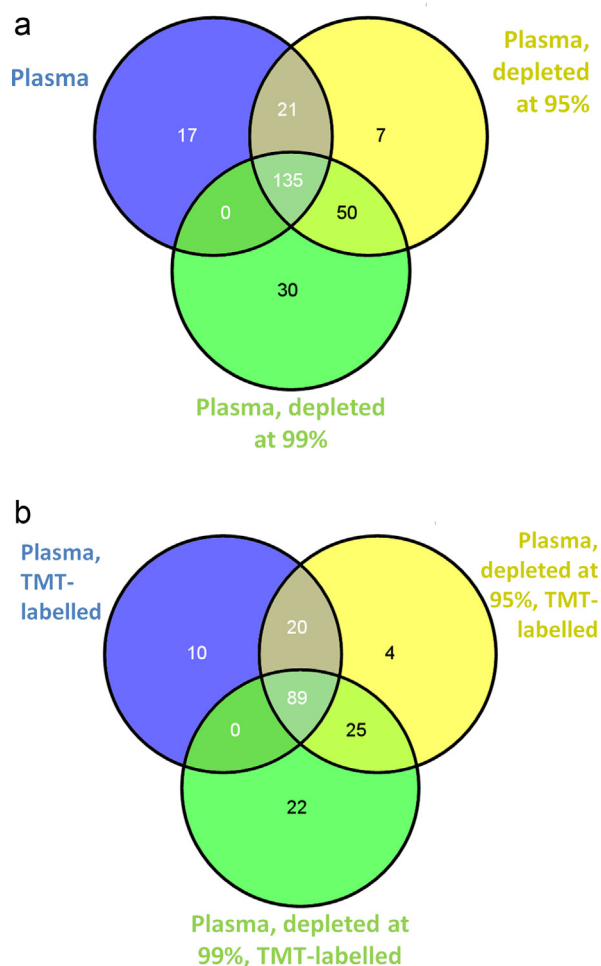 a
Plasma
Plasma,
depleted
at 95%
21
17
7
135
0
50
30
Plasma, depleted
at 99%
b
Plasma,
TMT-
labelled
Plasma,
depleted at
95%, TMT-
labelled
20
10
4
89
0
25
22
Plasma, depleted at
99%, TMT-labelled